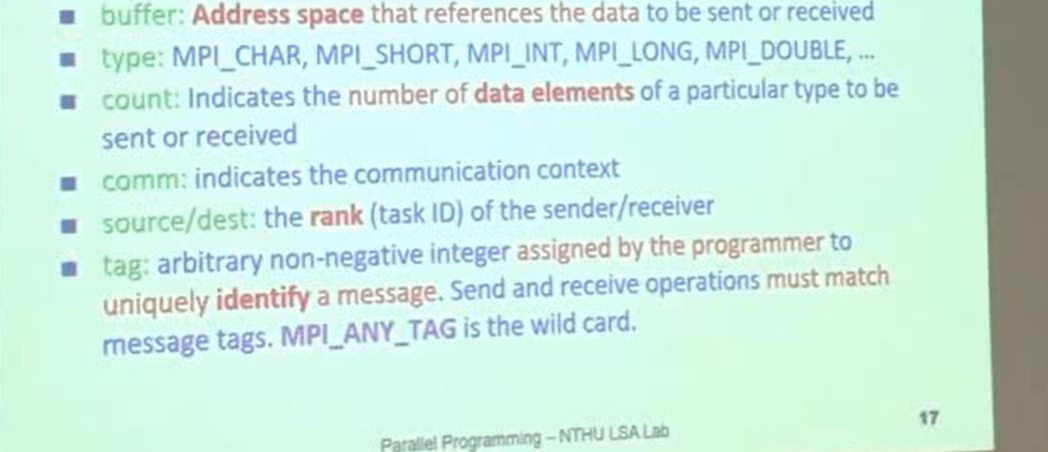 buffer: Address space that references the data to be sent or received
type: MPI_CHAR, MPI_SHORT, MPI_INT, MPI_LONG, MPI_DOUBLE, ...
count: Indicates the number of data elements of a particular type to be
sent or received
comm: indicates the communication context
source/dest: the rank (task ID) of the sender/receiver
tag: arbitrary non-negative integer assigned by the programmer to
uniquely identify a message. Send and receive operations must match
message tags. MPI_ANY_TAG is the wild card.
Parallel Programming – NTHU LSA Lab
17